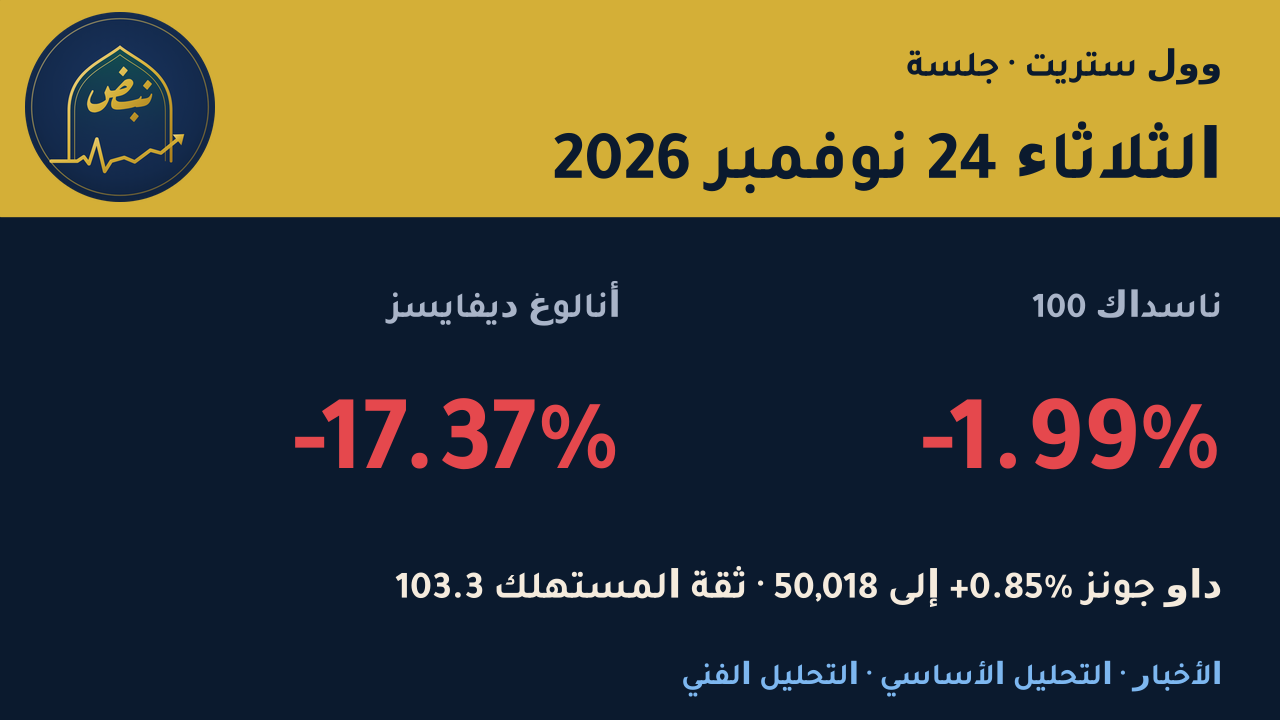 نبض
وول ستريت · جلسة
الثلاثاء 24 نوفمبر 2026
ناسداك 100
-1.99%
أنالوغ ديفايسز
-17.37%
داو جونز +0.85% إلى 50,018 · ثقة المستهلك 103.3
الأخبار · التحليل الأساسي · التحليل الفني